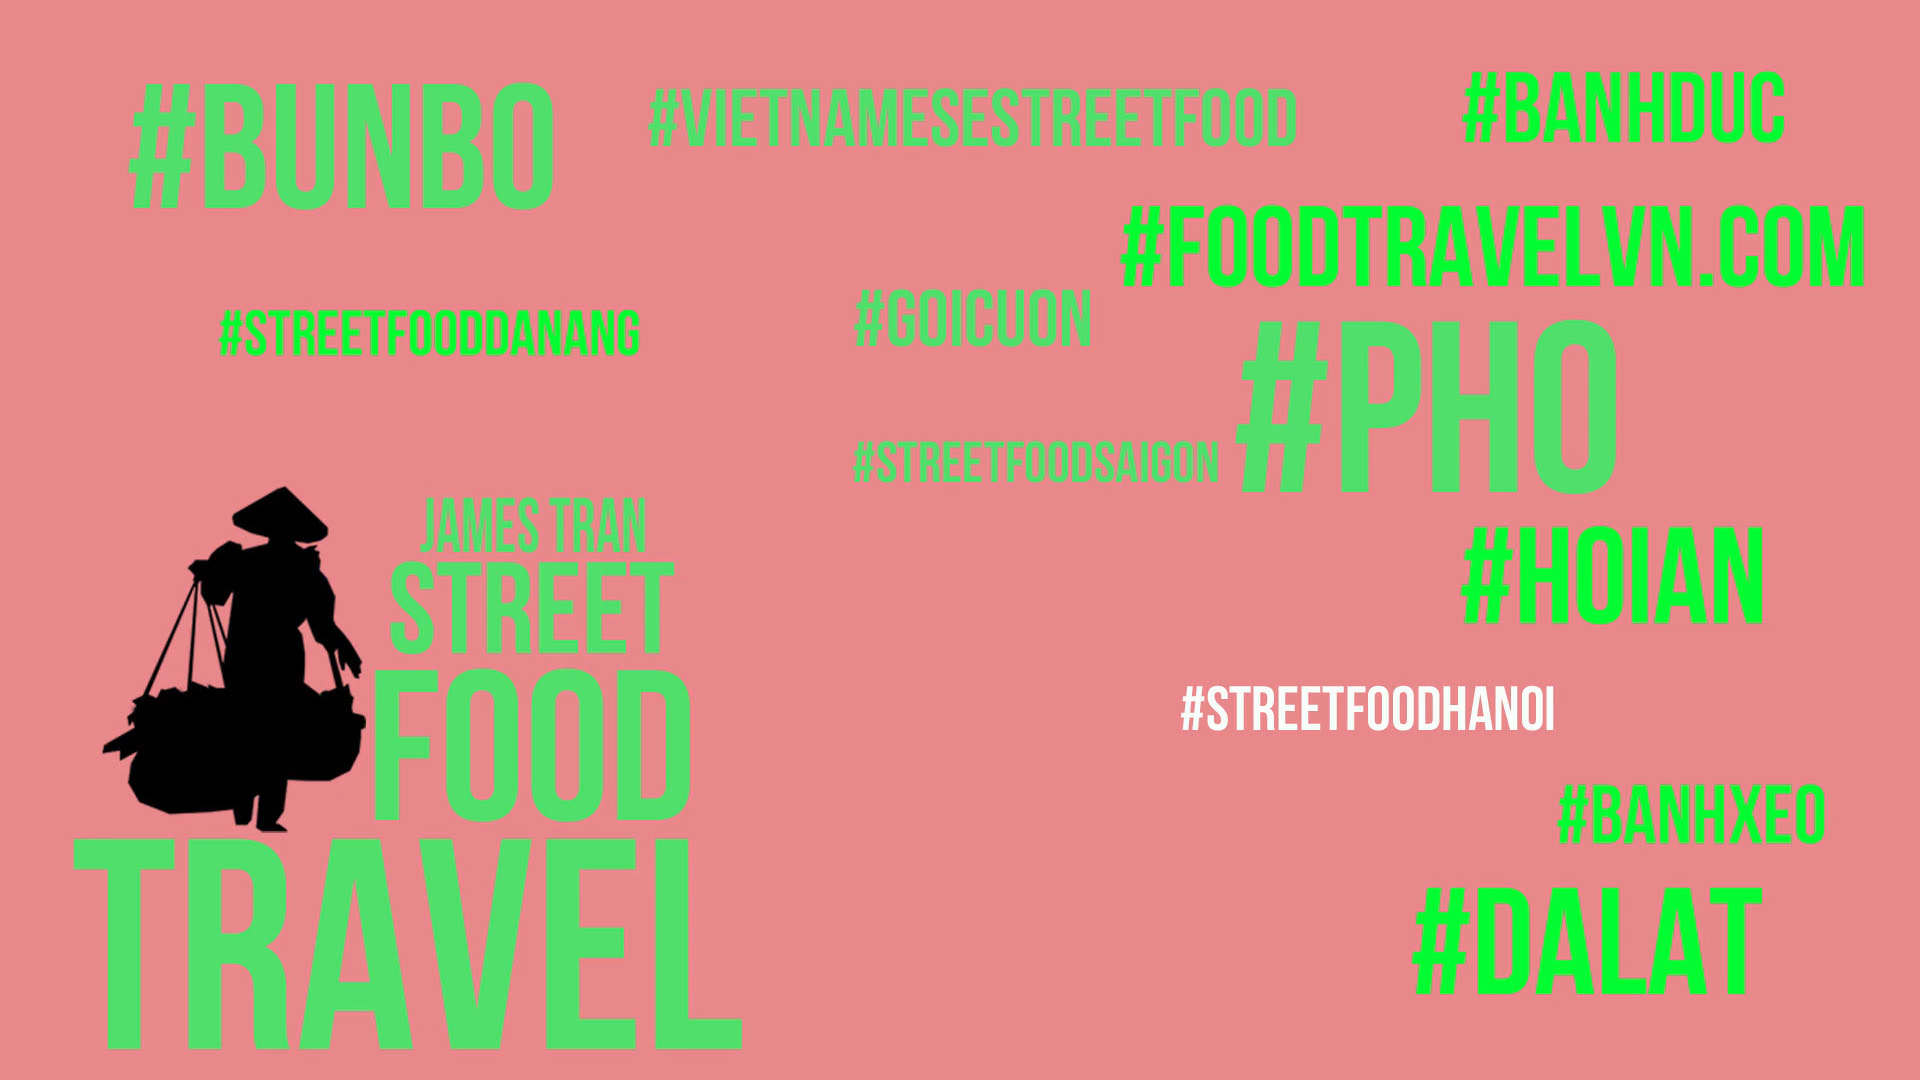 #BUNBO
#VIETNAMESESTREETFOOD
#BANHDUC
#FOODTRAVELVN.COM
#STREETFOODDANANG
#GOICUON
#PHO
#STREETFOODSAIGON
JAMES TRAN
STREET
FOOD
TRAVEL
#HOIAN
#STREETFOODHANOI
#BANHXEO
#DALAT